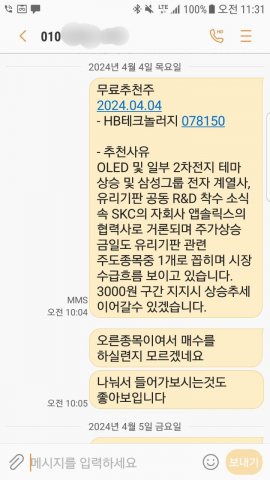 100% 오전 11:31
010
2024년 4월 4일 목요일
무료추천주
2024.04.04
- HB테크놀러지 078150
- 추천사유
OLED 및 일부 2차전지 테마
상승 및 삼성그룹 전자 계열사,
유리기판 공동 R&D 착수 소식
속 SKC의 자회사 앱솔릭스의
협력사로 거론되며 주가상승
금일도 유리기판 관련
주도종목중 1개로 꼽히며 시장
수급흐름 보이고 있습니다.
3000원 구간 지지시 상승추세
이어갈수 있겠습니다.
MMS
오전 10:04
오른종목이여서 매수를
하실련지 모르겠네요
나눠서 들어가보시는것도
좋아보입니다
오전 10:05
2024년 4월 5일 금요일
메시지를 입력하세요
보내기